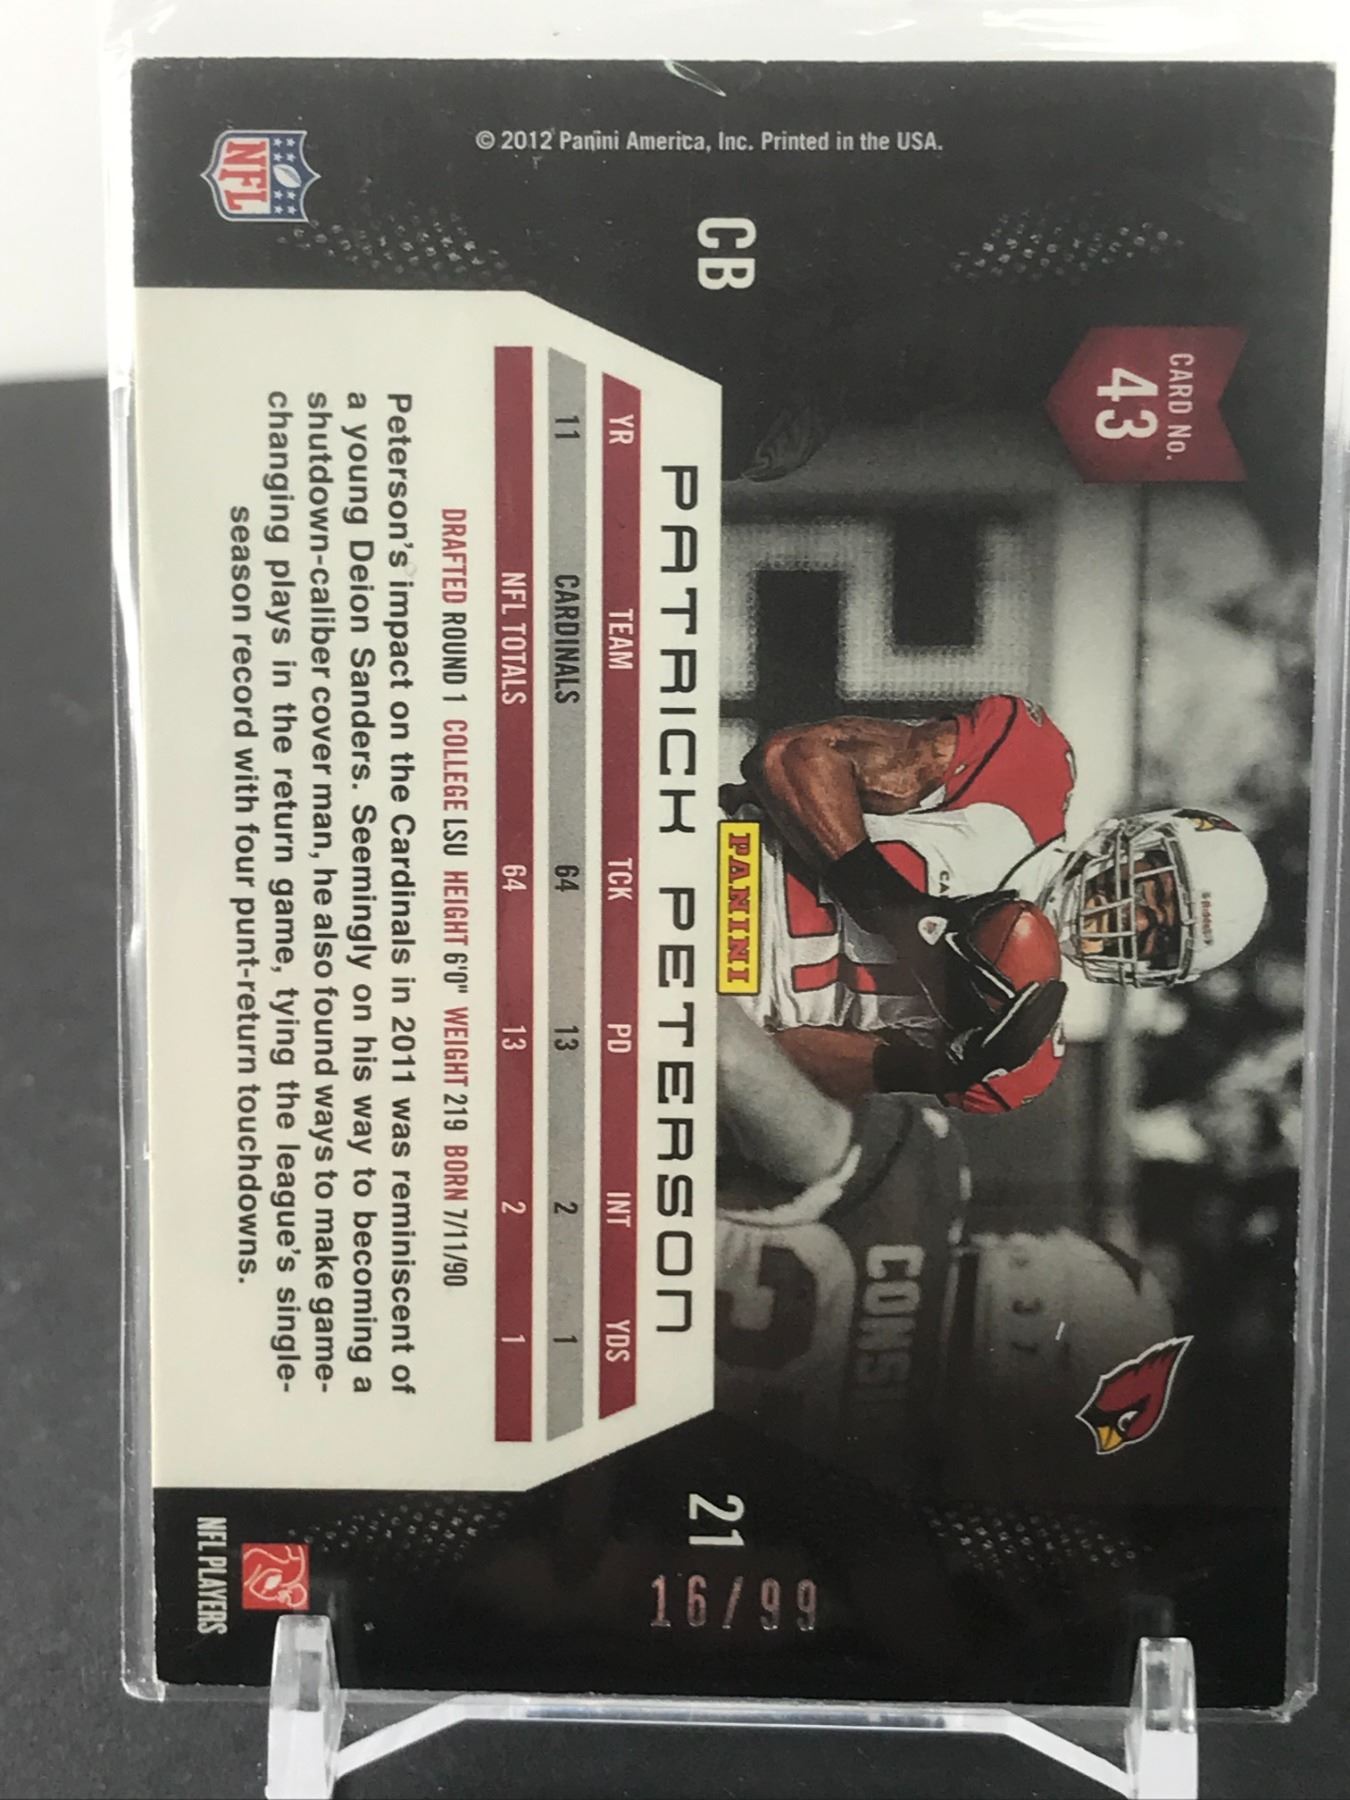 CARD No.
43
RIDDELL
CONSI
37
PANINI
CB
21
16/99
PATRICK PETERSON
YR TEAM TCK PD INT YDS
11 CARDINALS 64 13 2 1
NFL TOTALS 64 13 2 1
DRAFTED ROUND 1 COLLEGE LSU HEIGHT 6'0" WEIGHT 219 BORN 7/11/90
Peterson's impact on the Cardinals in 2011 was reminiscent of
a young Deion Sanders. Seemingly on his way to becoming a
shutdown-caliber cover man, he also found ways to make game-
changing plays in the return game, tying the league's single-
season record with four punt-return touchdowns.
© 2012 Panini America, Inc. Printed in the USA.
NFL
NFL PLAYERS